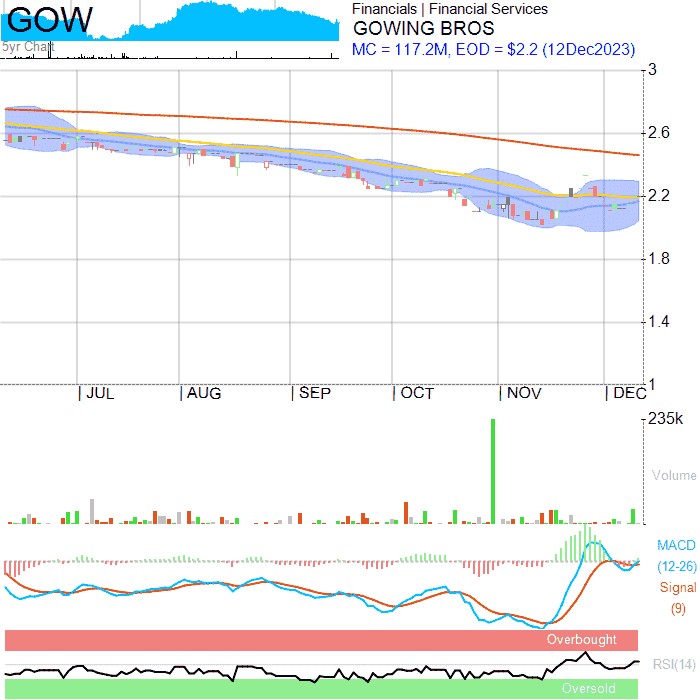 GOW
5yr Chart
Financials | Financial Services
GOWING BROS
MC = 117.2M, EOD = $2.2 (12Dec2023)
3
2.6
2.2
1.8
1.4
1
| JUL | AUG | SEP | OCT | NOV | DEC
235k
Volume
MACD
(12-26)
Signal
(9)
Overbought
RSI(14)
Oversold